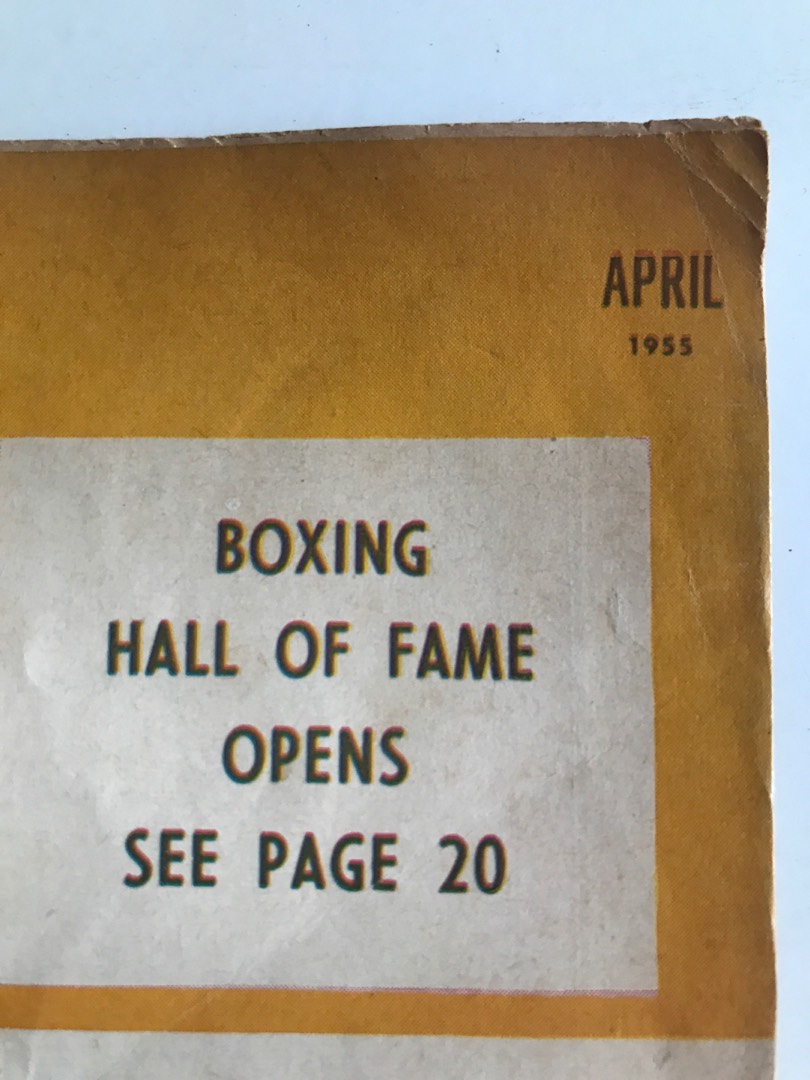 APRIL
1955
BOXING
HALL OF FAME
OPENS
SEE PAGE 20